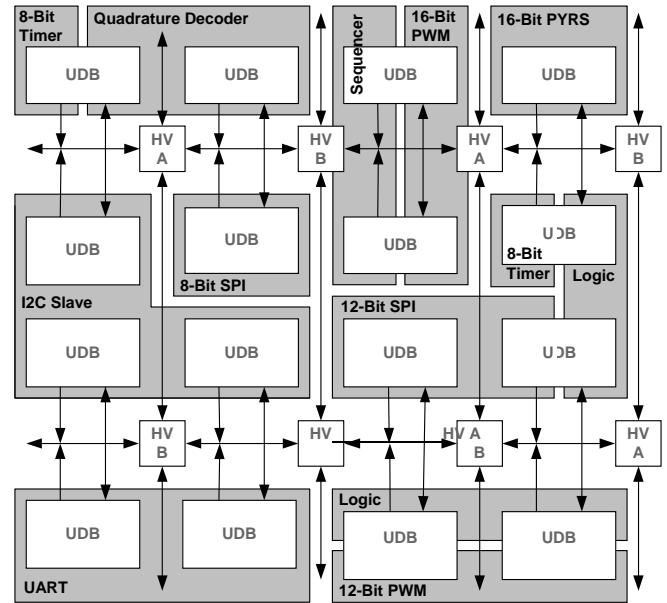 8-Bit
Timer
Quadrature Decoder
Sequencer
16-Bit
PWM
16-Bit PYRS
UDB
UDB
UDB
UDB
HV
A
HV
B
HV
A
HV
B
UDB
UDB
UDB
UDB
8-Bit
Timer
Logic
8-Bit SPI
I2C Slave
12-Bit SPI
UDB
UDB
UDB
UDB
HV
B
HV
HV A
B
HV
A
Logic
UDB
UDB
UDB
UDB
UART
12-Bit PWM